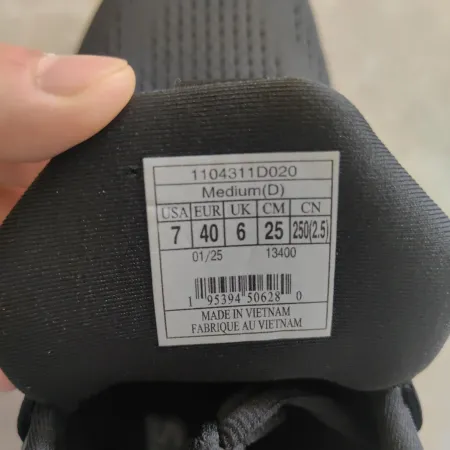 1104311D020
Medium(D)
USA EUR UK CM CN
7 40 6 25 250(2.5)
01/25 13400
1 95394 50628 0
MADE IN VIETNAM
FABRIQUE AU VIETNAM